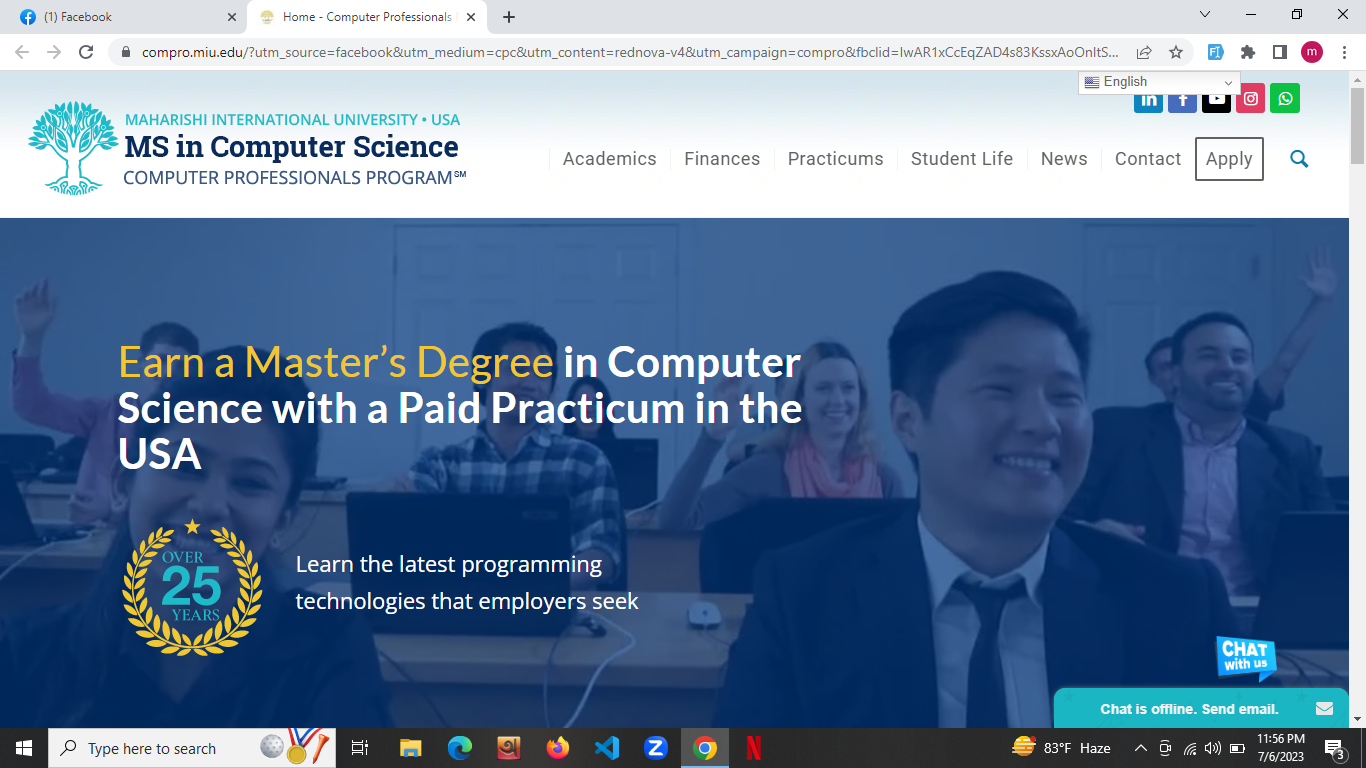 (1) Facebook
Home - Computer Professionals
compro.miu.edu/?utm_source=facebook&utm_medium=cpc&utm_content=rednova-v4&utm_campaign=compro&fbclid=IwAR1xCcEqZAD4s83KssxAoOnItS...
m
English
MAHARISHI INTERNATIONAL UNIVERSITY • USA
MS in Computer Science
COMPUTER PROFESSIONALS PROGRAM℠
Academics
Finances
Practicums
Student Life
News
Contact
Apply
Earn a Master's Degree in Computer
Science with a Paid Practicum in the
USA
OVER
25
YEARS
Learn the latest programming
technologies that employers seek
CHAT
with us
Chat is offline. Send email.
Type here to search
83°F Haze
11:56 PM
7/6/2023
3